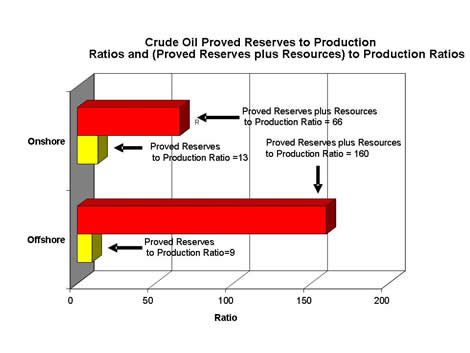 Crude Oil Proved Reserves to Production
Ratios and (Proved Reserves plus Resources) to Production Ratios
Onshore
Proved Reserves plus Resources
to Production Ratio = 66
R
Proved Reserves
to Production Ratio =13
Proved Reserves plus Resources
to Production Ratio = 160
Offshore
Proved Reserves
to Production Ratio=9
0
50
100
150
200
Ratio